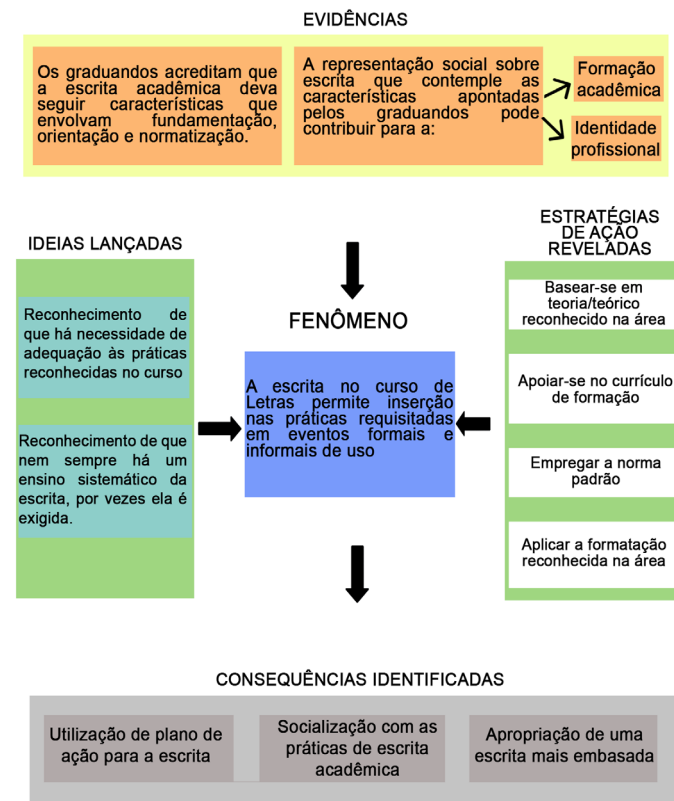 EVIDÊNCIAS
Os graduandos acreditam que
a escrita acadêmica deva
seguir características que
envolvam fundamentação,
orientação e normatização.
A representação social sobre
escrita que contemple as
características apontadas
pelos graduandos pode
contribuir para a:
Formação
acadêmica
Identidade
profissional
IDEIAS LANÇADAS
Reconhecimento de
que há necessidade de
adequação às práticas
reconhecidas no curso
Reconhecimento de que
nem sempre há um
ensino sistemático da
escrita, por vezes ela é
exigida.
FENÔMENO
A escrita no curso de
Letras permite inserção
nas práticas requisitadas
em eventos formais e
informais de uso
ESTRATÉGIAS
DE AÇÃO
REVELADAS
Basear-se em
teoria/teórico
reconhecido na área
Apoiar-se no currículo
de formação
Empregar a norma
padrão
Aplicar a formatação
reconhecida na área
CONSEQUÊNCIAS IDENTIFICADAS
Utilização de plano de
ação para a escrita
Socialização com as
práticas de escrita
acadêmica
Apropriação de uma
escrita mais embasada